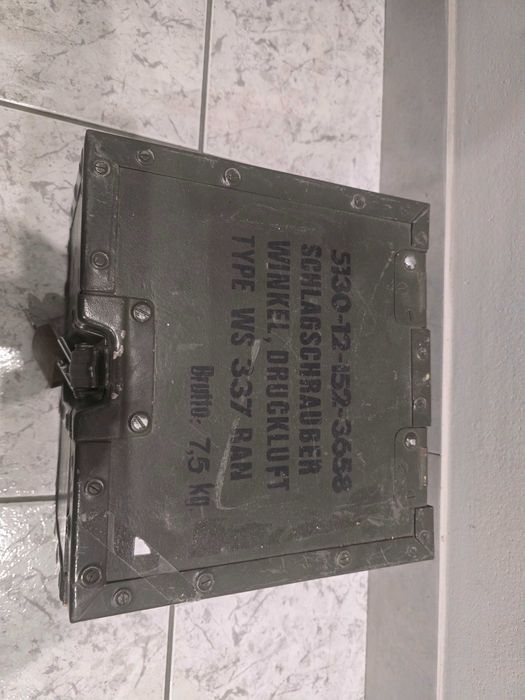 5130-12-152-3658
SCHLAGSCHRAUBER
WINKEL, DRUCKLUFT
TYPE WS 337 RAN
Brutto: 7,5 kg